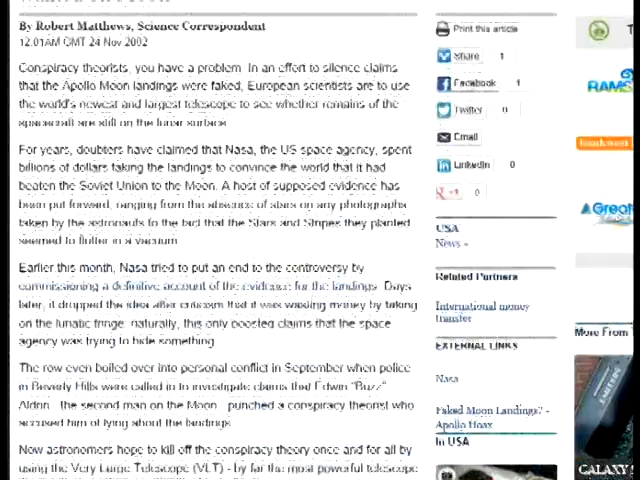 By Robert Matthews, Science Correspondent
12:01AM GMT 24 Nov 2002
Conspiracy theorists, you have a problem. In an effort to silence claims
that the Apollo Moon landings were faked, European scientists are to use
the world's newest and largest telescope to see whether remains of the
spacecraft are still on the lunar surface.
For years, doubters have claimed that Nasa, the US space agency, spent
billions of dollars faking the landings to convince the world that it had
beaten the Soviet Union to the Moon. A host of supposed evidence has
been put forward, ranging from the absence of stars on any photographs
taken by the astronauts to the fact that the Stars and Stripes they planted
seemed to flutter in a vacuum.
Earlier this month, Nasa tried to put an end to the controversy by
commissioning a definitive account of the evidence for the landings. Days
later, it dropped the idea after criticism that it was wasting money by taking
on the lunatic fringe: naturally, this only boosted claims that the space
agency was trying to hide something.
The row even boiled over into personal conflict in September when police
in Beverly Hills were called in to investigate claims that Edwin "Buzz"
Aldrin - the second man on the Moon - punched a conspiracy theorist who
accused him of lying about the landings.
Now astronomers hope to kill off the conspiracy theory once and for all by
using the Very Large Telescope (VLT) - by far the most powerful telescope
Print this article
Share 1
Facebook 1
Twitter 0
Email
LinkedIn 0
+1 0
USA
News »
Related Partners
International money
transfer
EXTERNAL LINKS
Nasa
Faked Moon Landings? -
Apollo Hoax
In USA
T
RAMS
Great
More From
GALAXY